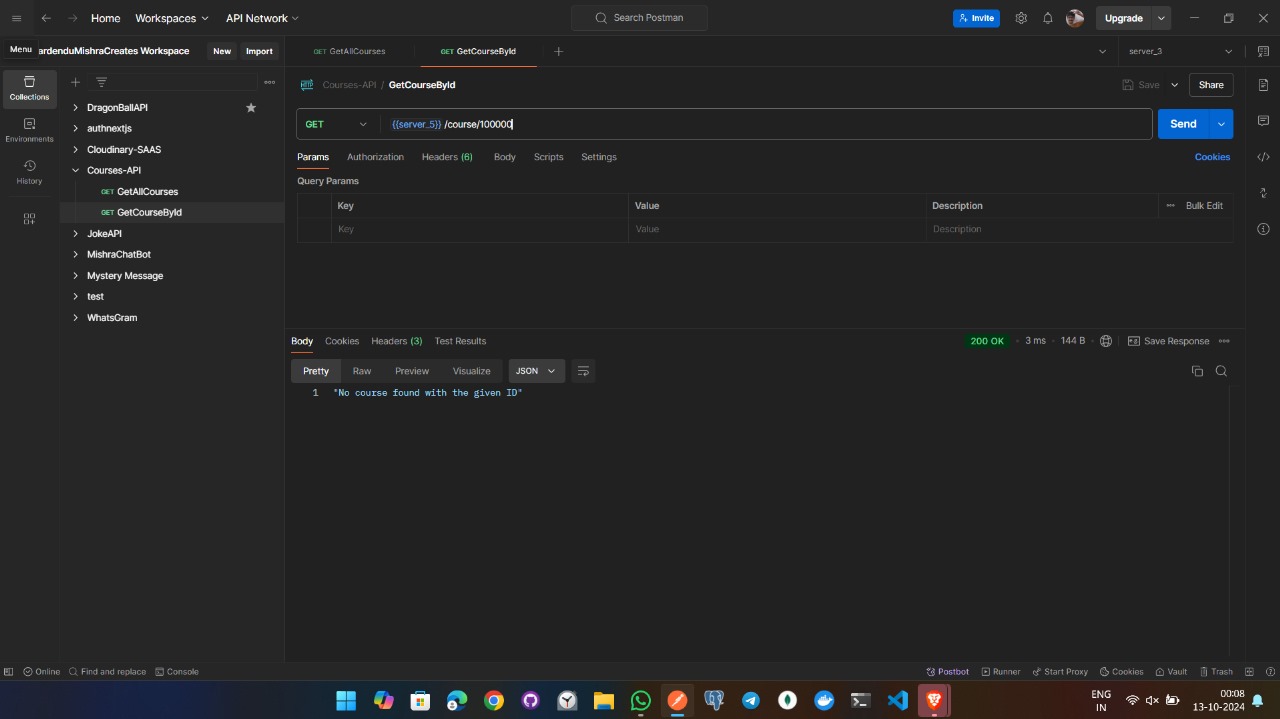 Home Workspaces API Network Search Postman Invite Upgrade
Menu ardenduMishraCreates Workspace New Import GET GetAllCourses GET GetCourseById server_3
Collections
Environments
History
DragonBallAPI
authnextjs
Cloudinary-SAAS
Courses-API
GET GetAllCourses
GET GetCourseById
JokeAPI
MishraChatBot
Mystery Message
test
WhatsGram
HTTP Courses-API / GetCourseById Save Share
GET {{server_5}} /course/100000 Send
Params Authorization Headers (6) Body Scripts Settings Cookies
Query Params
Key Value Description Bulk Edit
Key Value Description
Body Cookies Headers (3) Test Results 200 OK 3 ms 144 B Save Response
Pretty Raw Preview Visualize JSON
1 "No course found with the given ID"
Online Find and replace Console Postbot Runner Start Proxy Cookies Vault Trash
ENG 00:08
IN 13-10-2024